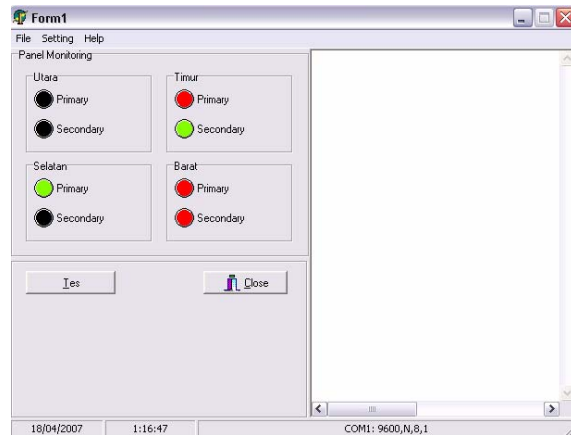 Form1
File Setting Help
Panel Monitoring
Utara
Primary
Secondary
Timur
Primary
Secondary
Selatan
Primary
Secondary
Barat
Primary
Secondary
Tes
Close
18/04/2007 1:16:47 COM1: 9600,N,8,1